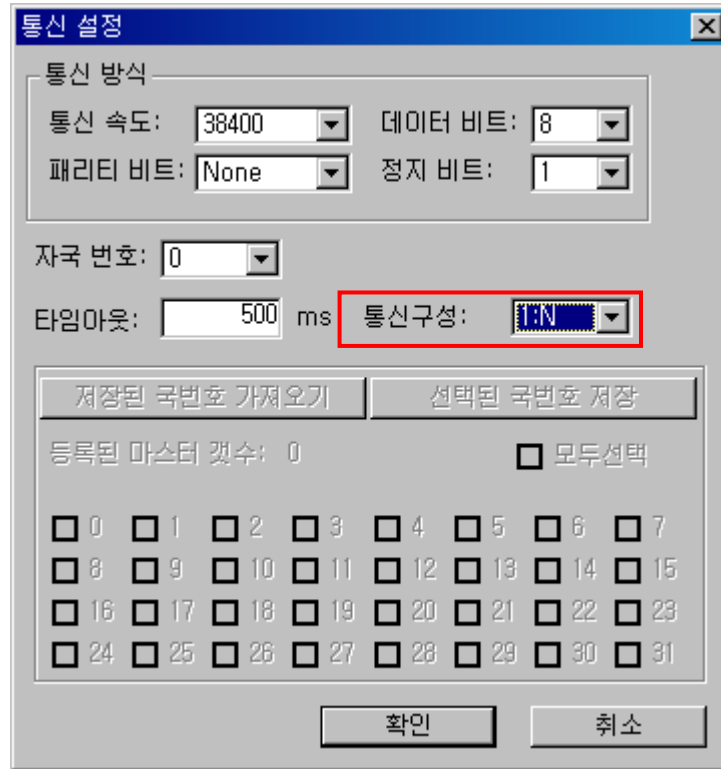 통신 설정
통신 방식
통신 속도: 38400 데이터 비트: 8
패리티 비트: None 정지 비트: 1
자국 번호: 0
타임아웃: 500 ms 통신구성: 1:N
저장된 국번호 가져오기 선택된 국번호 저장
등록된 마스터 갯수: 0 모두선택
0 1 2 3 4 5 6 7
8 9 10 11 12 13 14 15
16 17 18 19 20 21 22 23
24 25 26 27 28 29 30 31
확인 취소